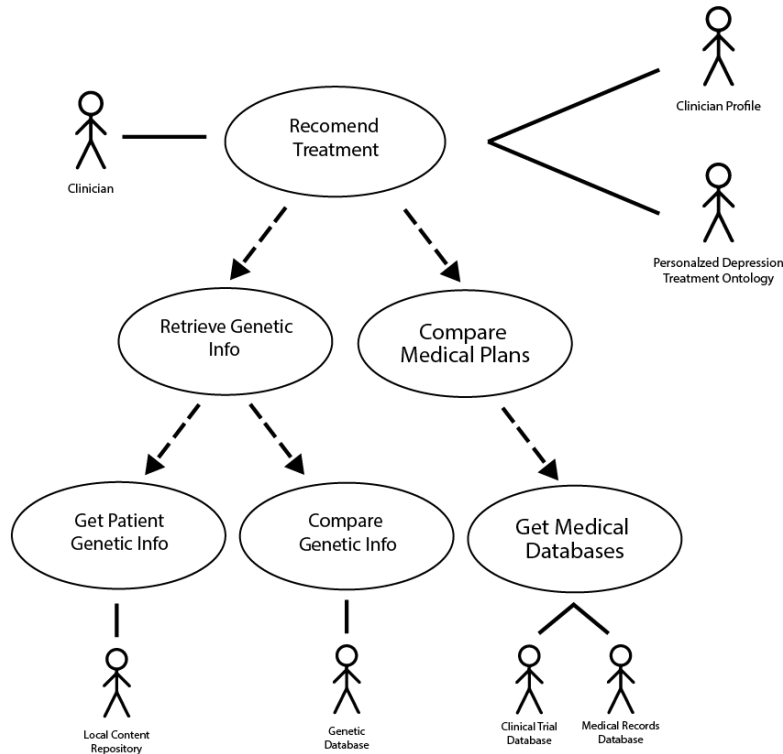 Recomend
Treatment
Clinician Profile
Clinician
Personalzed Depression
Treatment Ontology
Retrieve Genetic
Info
Compare
Medical Plans
Get Patient
Genetic Info
Compare
Genetic Info
Get Medical
Databases
Local Content
Repository
Genetic
Database
Clinical Trial
Database
Medical Records
Database